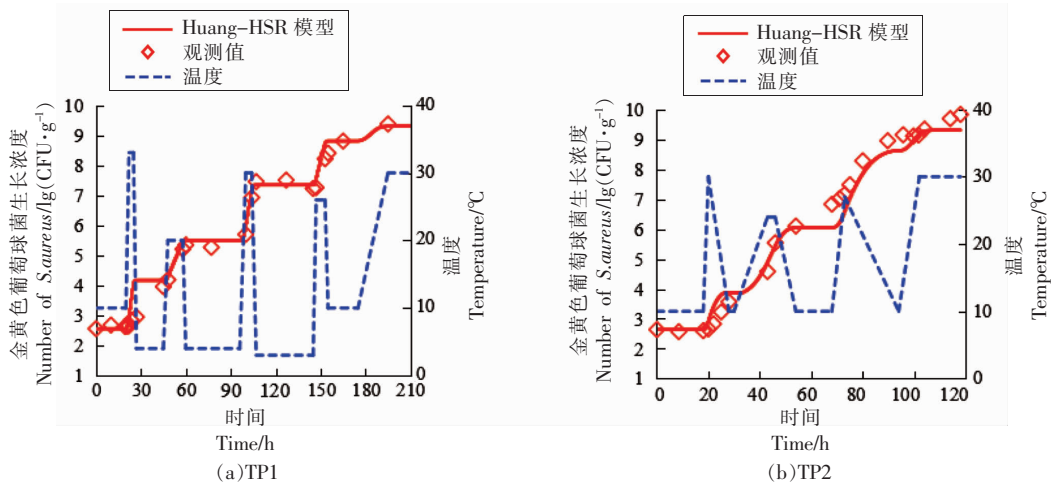 Huang-HSR 模型
观测值
温度
金黄色葡萄球菌生长浓度
Number of S.aureus/lg(CFU·g⁻¹)
10
9
8
7
6
5
4
3
2
1
40
30
20
10
0
温度
Temperature/℃
0 30 60 90 120 150 180 210
时间
Time/h
(a)TP1
Huang-HSR 模型
观测值
温度
金黄色葡萄球菌生长浓度
Number of S.aureus/lg(CFU·g⁻¹)
10
9
8
7
6
5
4
3
2
1
40
30
20
10
0
温度
Temperature/℃
0 20 40 60 80 100 120
时间
Time/h
(b)TP2